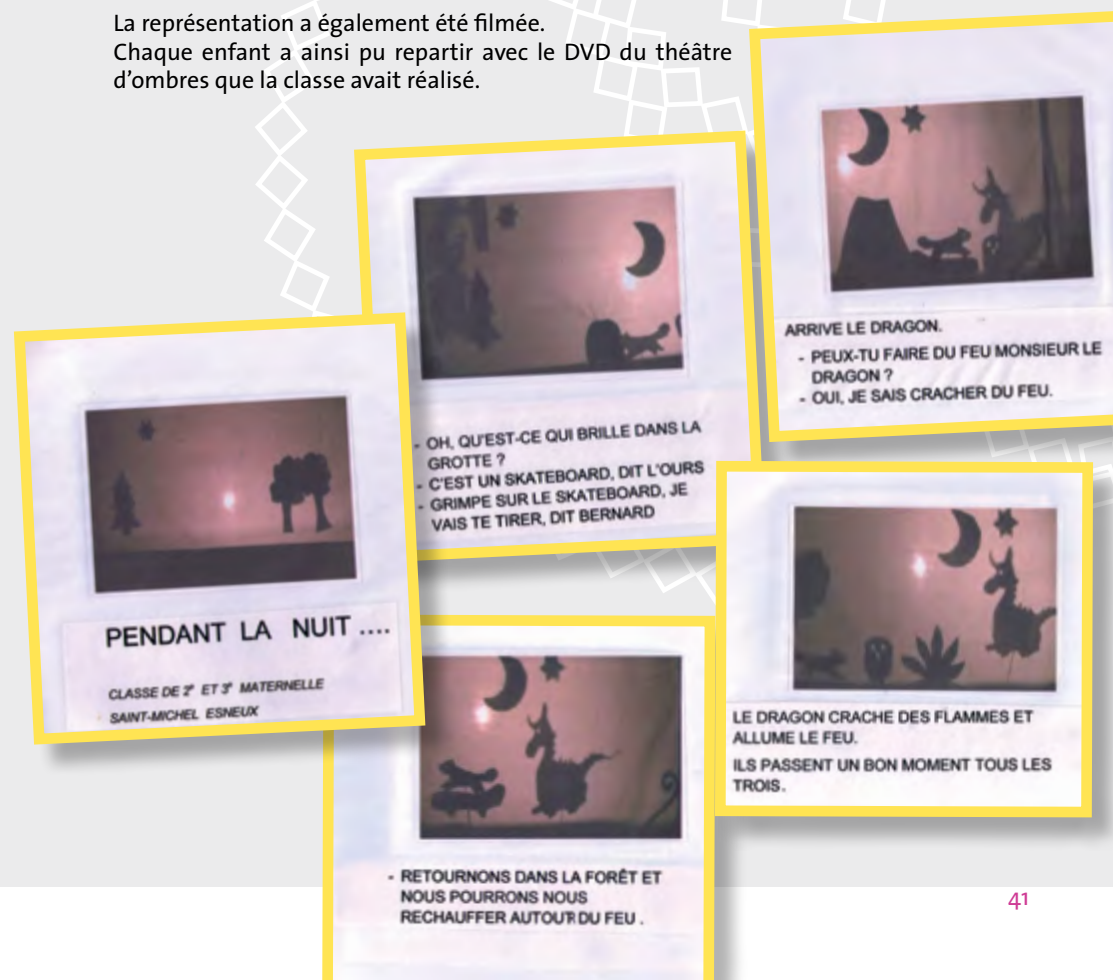 La représentation a également été filmée.
Chaque enfant a ainsi pu repartir avec le DVD du théâtre
d'ombres que la classe avait réalisé.
PENDANT LA NUIT ....
CLASSE DE 2e ET 3e MATERNELLE
SAINT-MICHEL ESNEUX
- OH, QU'EST-CE QUI BRILLE DANS LA
GROTTE ?
- C'EST UN SKATEBOARD, DIT L'OURS
- GRIMPE SUR LE SKATEBOARD, JE
VAIS TE TIRER, DIT BERNARD
ARRIVE LE DRAGON.
- PEUX-TU FAIRE DU FEU MONSIEUR LE
DRAGON ?
- OUI, JE SAIS CRACHER DU FEU.
- RETOURNONS DANS LA FORÊT ET
NOUS POURRONS NOUS
RECHAUFFER AUTOUR DU FEU .
LE DRAGON CRACHE DES FLAMMES ET
ALLUME LE FEU.
ILS PASSENT UN BON MOMENT TOUS LES
TROIS.
41